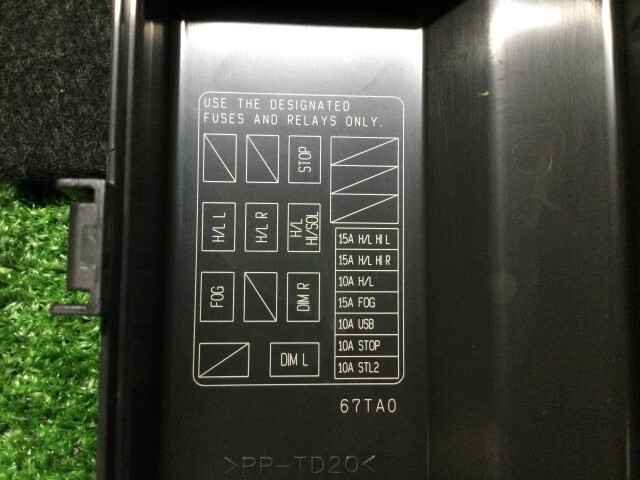 USE THE DESIGNATED
FUSES AND RELAYS ONLY.
STOP
H/L L
H/L R
H/L
HI/SOL
FOG
DIM R
DIM L
15A H/L HI L
15A H/L HI R
10A H/L
15A FOG
10A USB
10A STOP
10A STL2
67TA0
>PP-TD20<